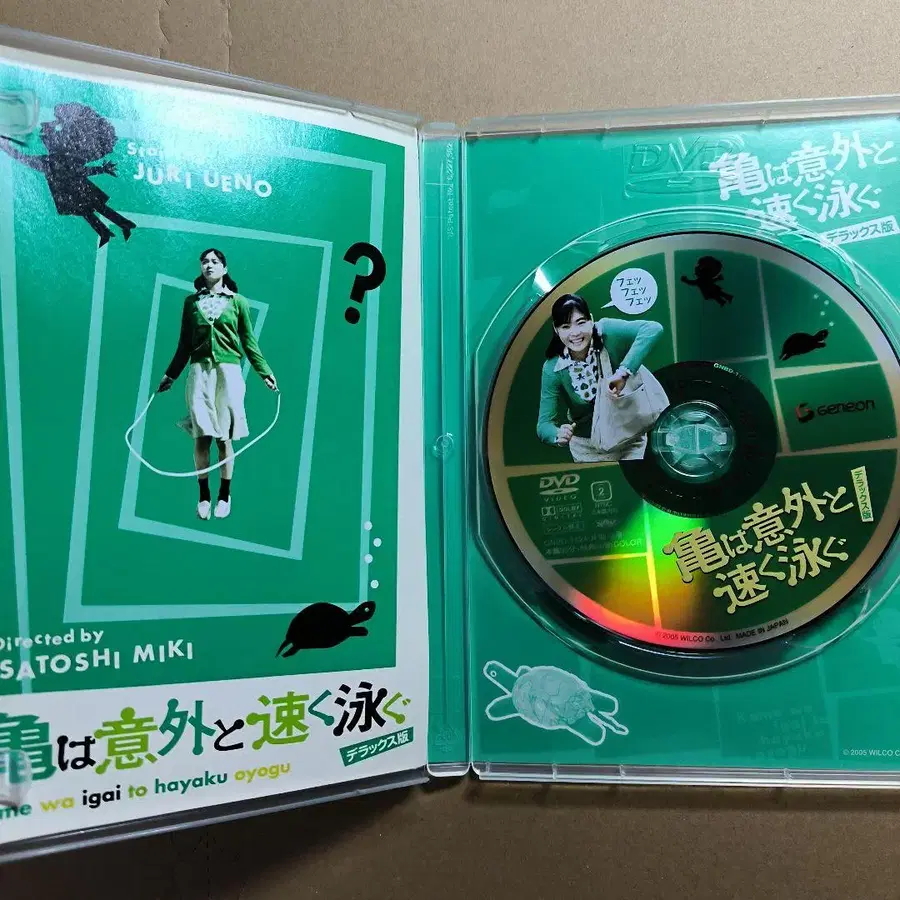 JURI UENO
?
Directed by
SATOSHI MIKI
亀は意外と速く泳ぐ
デラックス版
me wa igai to hayaku oyogu
DVD
亀は意外と
速く泳ぐ
デラックス版
フェッ
フェッ
フェッ
Geneon
DVD
VIDEO
2
NTSC
COLOR
亀は意外と
速く泳ぐ
デラックス版
© 2005 WILCO Co., Ltd. MADE IN JAPAN
© 2005 WILCO C